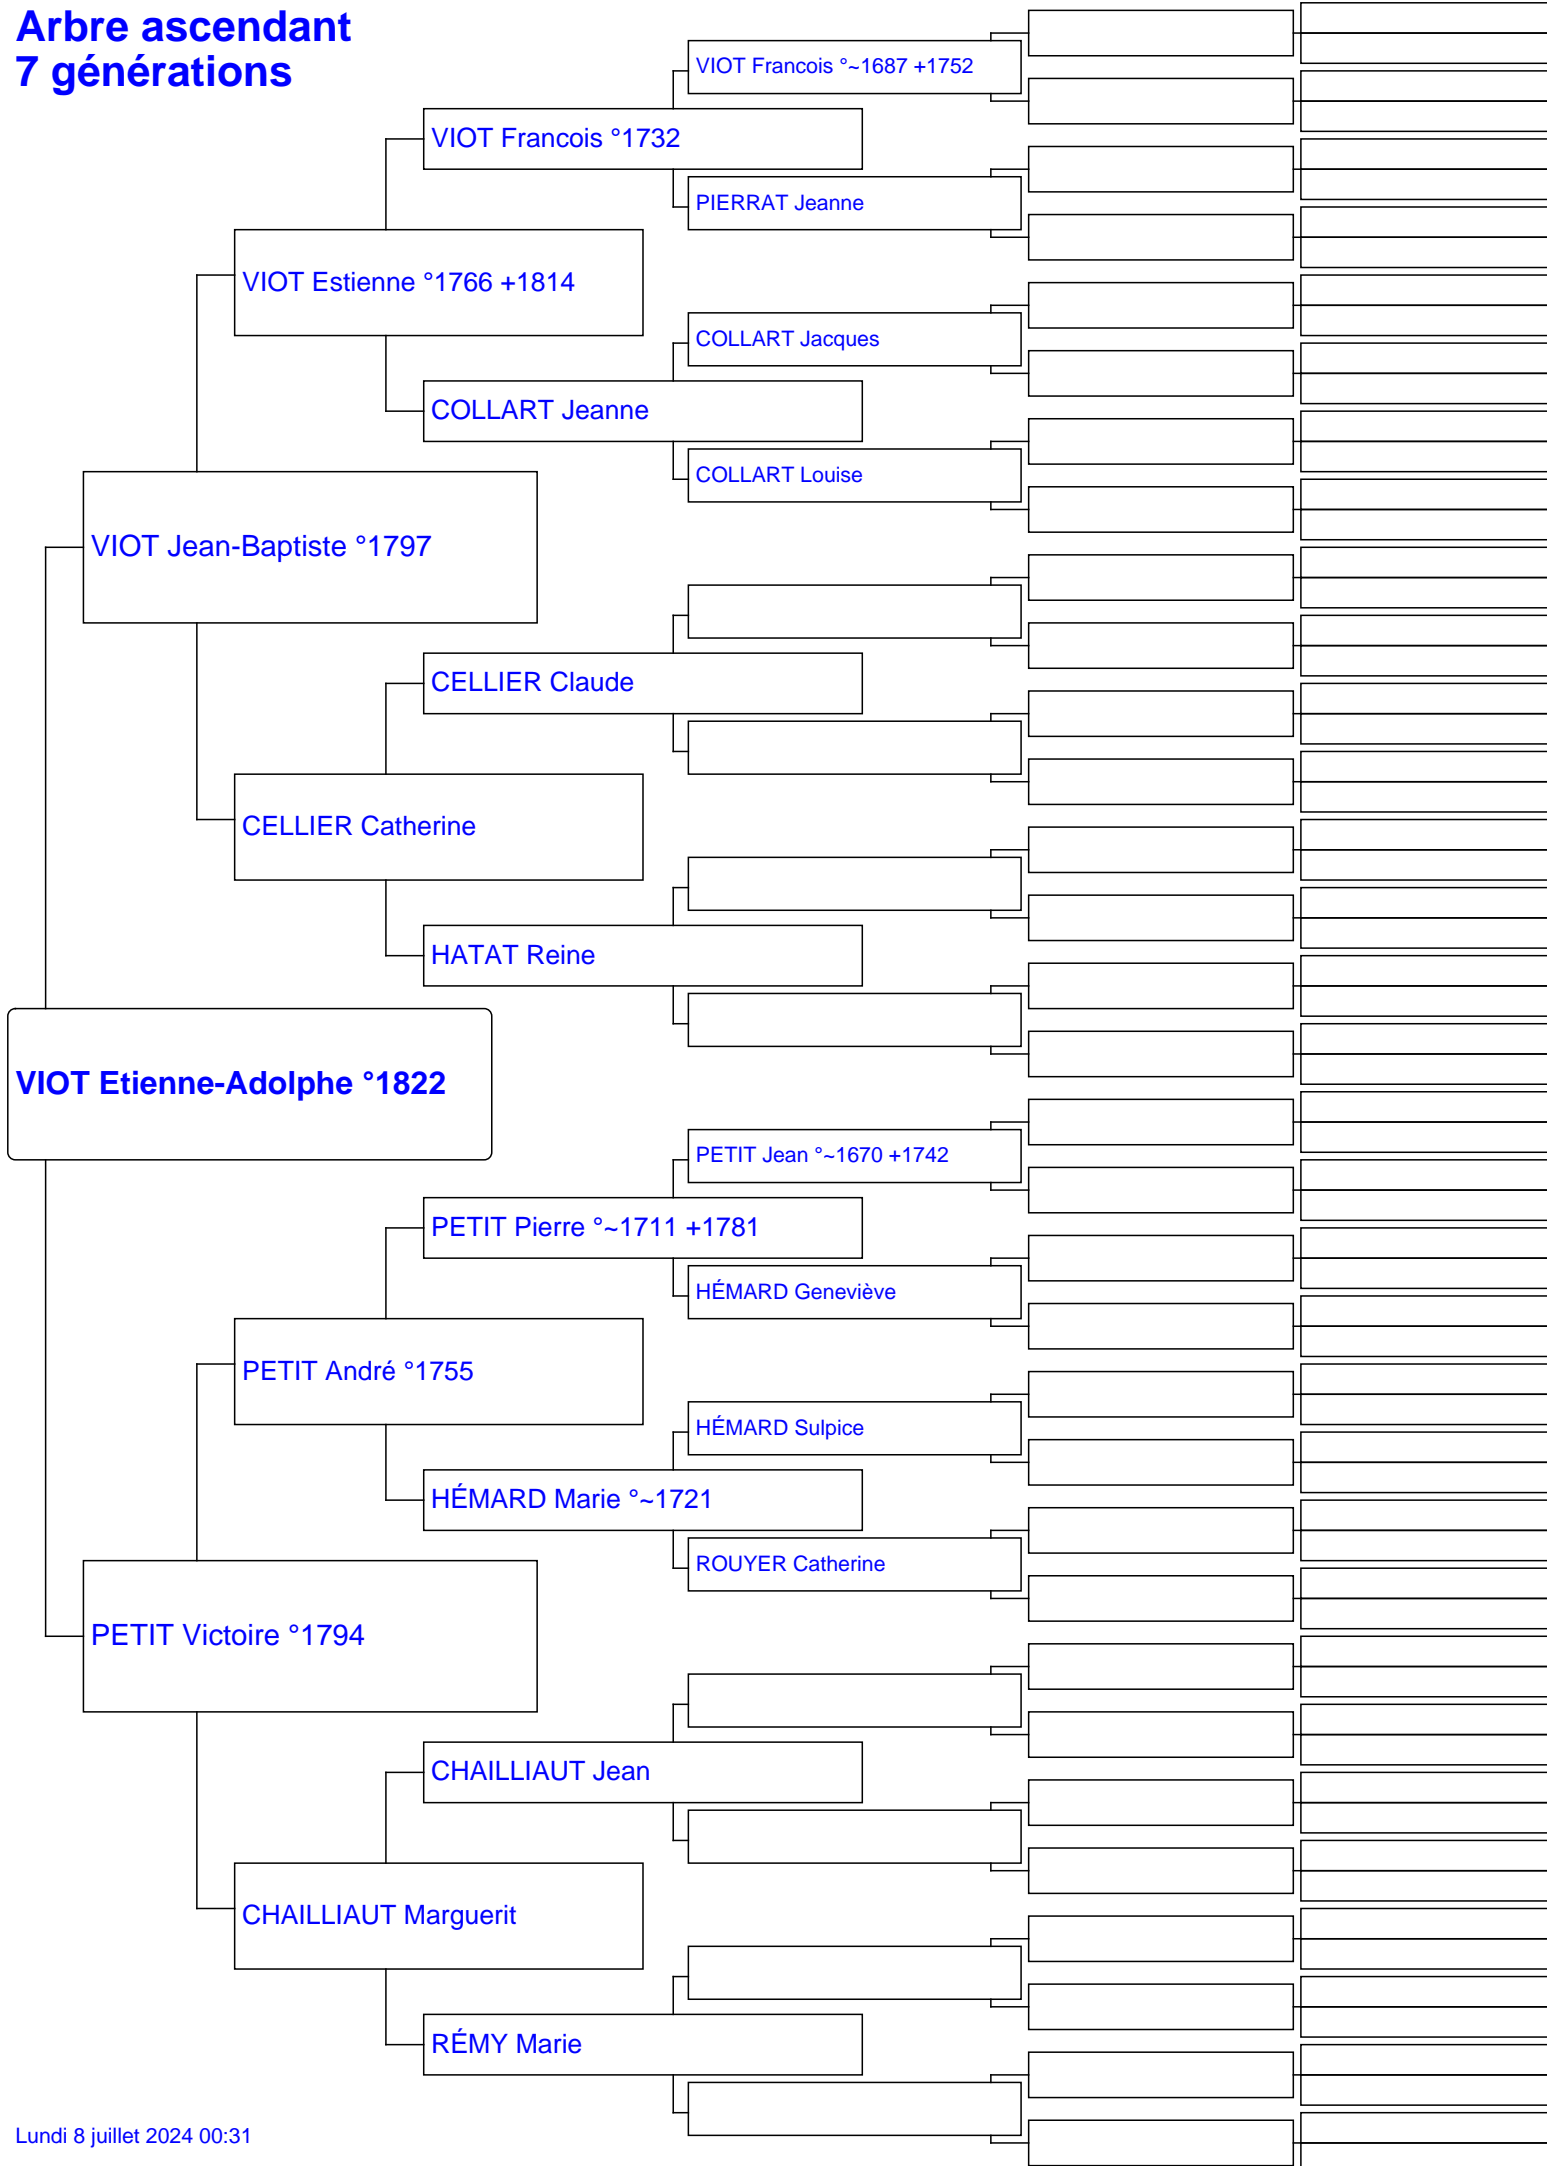 Arbre ascendant
7 générations
VIOT Francois °~1687 +1752
VIOT Francois °1732
PIERRAT Jeanne
VIOT Estienne °1766 +1814
COLLART Jacques
COLLART Jeanne
COLLART Louise
VIOT Jean-Baptiste °1797
CELLIER Claude
CELLIER Catherine
HATAT Reine
VIOT Etienne-Adolphe °1822
PETIT Jean °~1670 +1742
PETIT Pierre °~1711 +1781
HÉMARD Geneviève
PETIT André °1755
HÉMARD Sulpice
HÉMARD Marie °~1721
ROUYER Catherine
PETIT Victoire °1794
CHAILLIAUT Jean
CHAILLIAUT Marguerit
RÉMY Marie
Lundi 8 juillet 2024 00:31